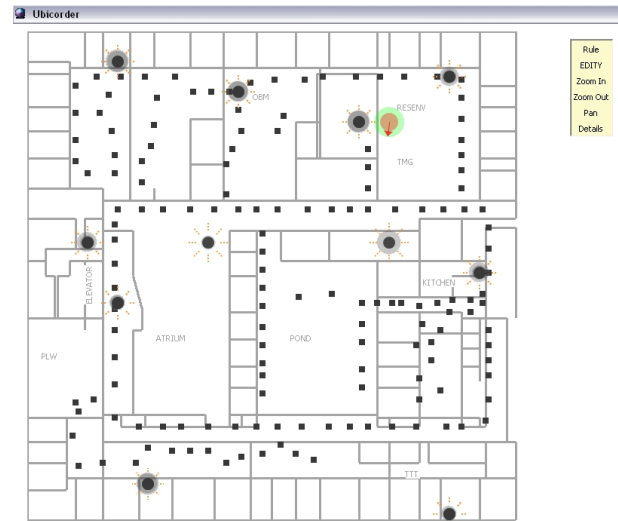 Ubicorder
Rule
EDITY
Zoom In
Zoom Out
Pan
Details
OBM
RESENV
TMG
ELEVATOR
KITCHEN
ATRIUM
POND
PLW
TTT